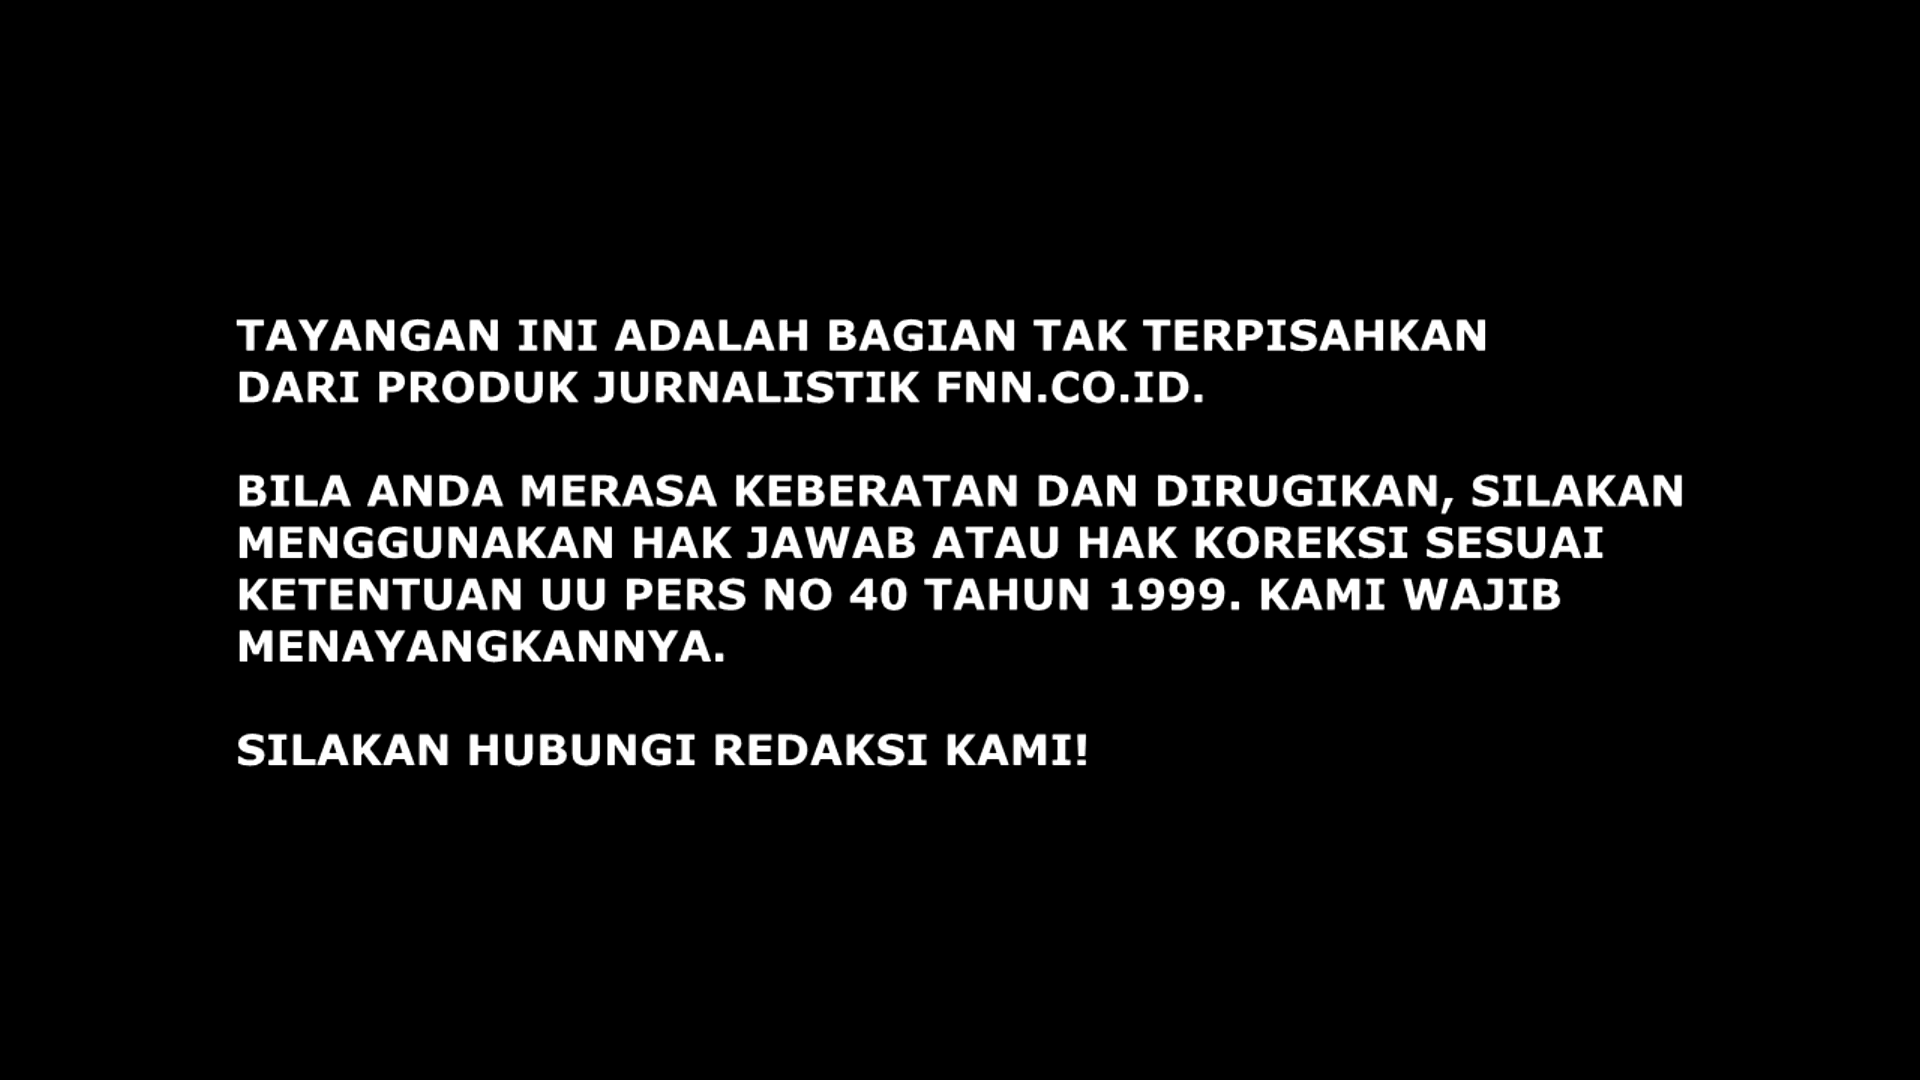 TAYANGAN INI ADALAH BAGIAN TAK TERPISAHKAN
DARI PRODUK JURNALISTIK FNN.CO.ID.
BILA ANDA MERASA KEBERATAN DAN DIRUGIKAN, SILAKAN
MENGGUNAKAN HAK JAWAB ATAU HAK KOREKSI SESUAI
KETENTUAN UU PERS NO 40 TAHUN 1999. KAMI WAJIB
MENAYANGKANNYA.
SILAKAN HUBUNGI REDAKSI KAMI!